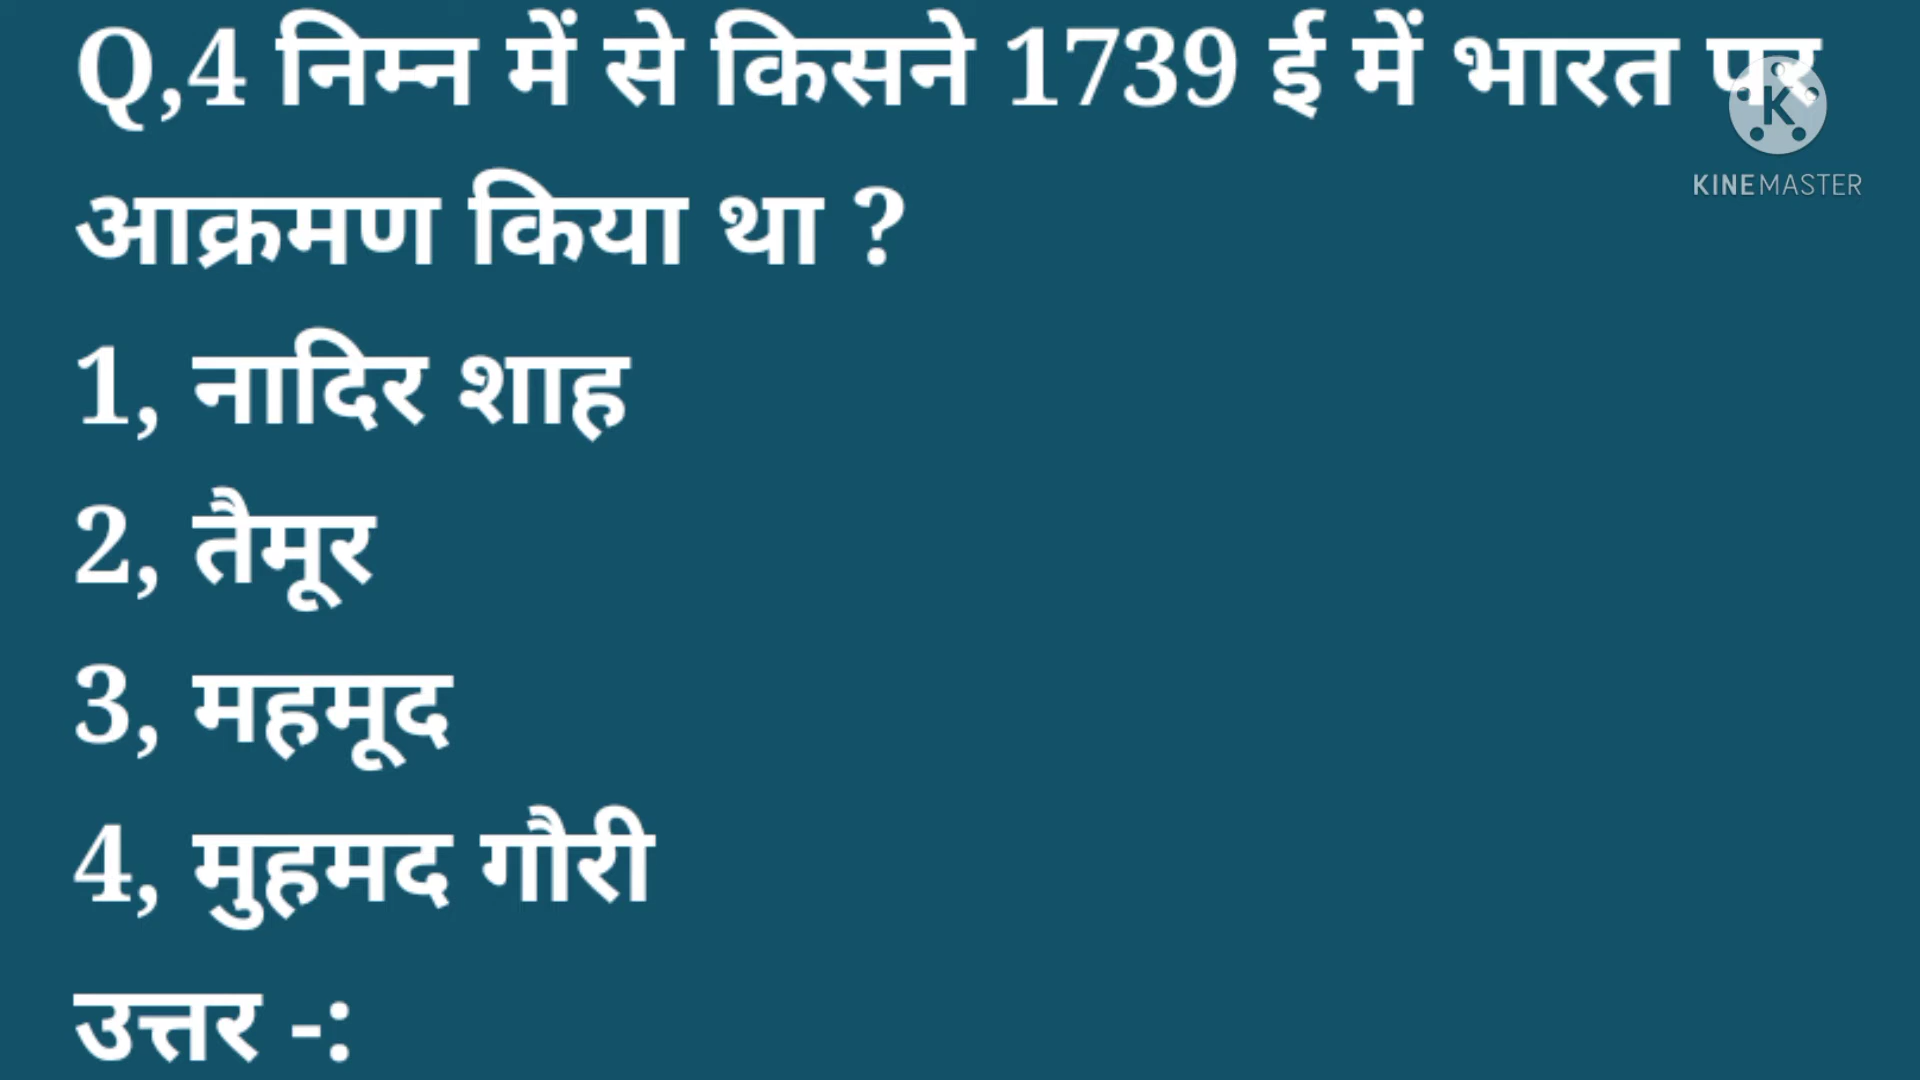 Q,4 निम्न में से किसने 1739 ई में भारत पर
K
KINEMASTER
आक्रमण किया था ?
1, नादिर शाह
2, तैमूर
3, महमूद
4, मुहमद गौरी
उत्तर -: